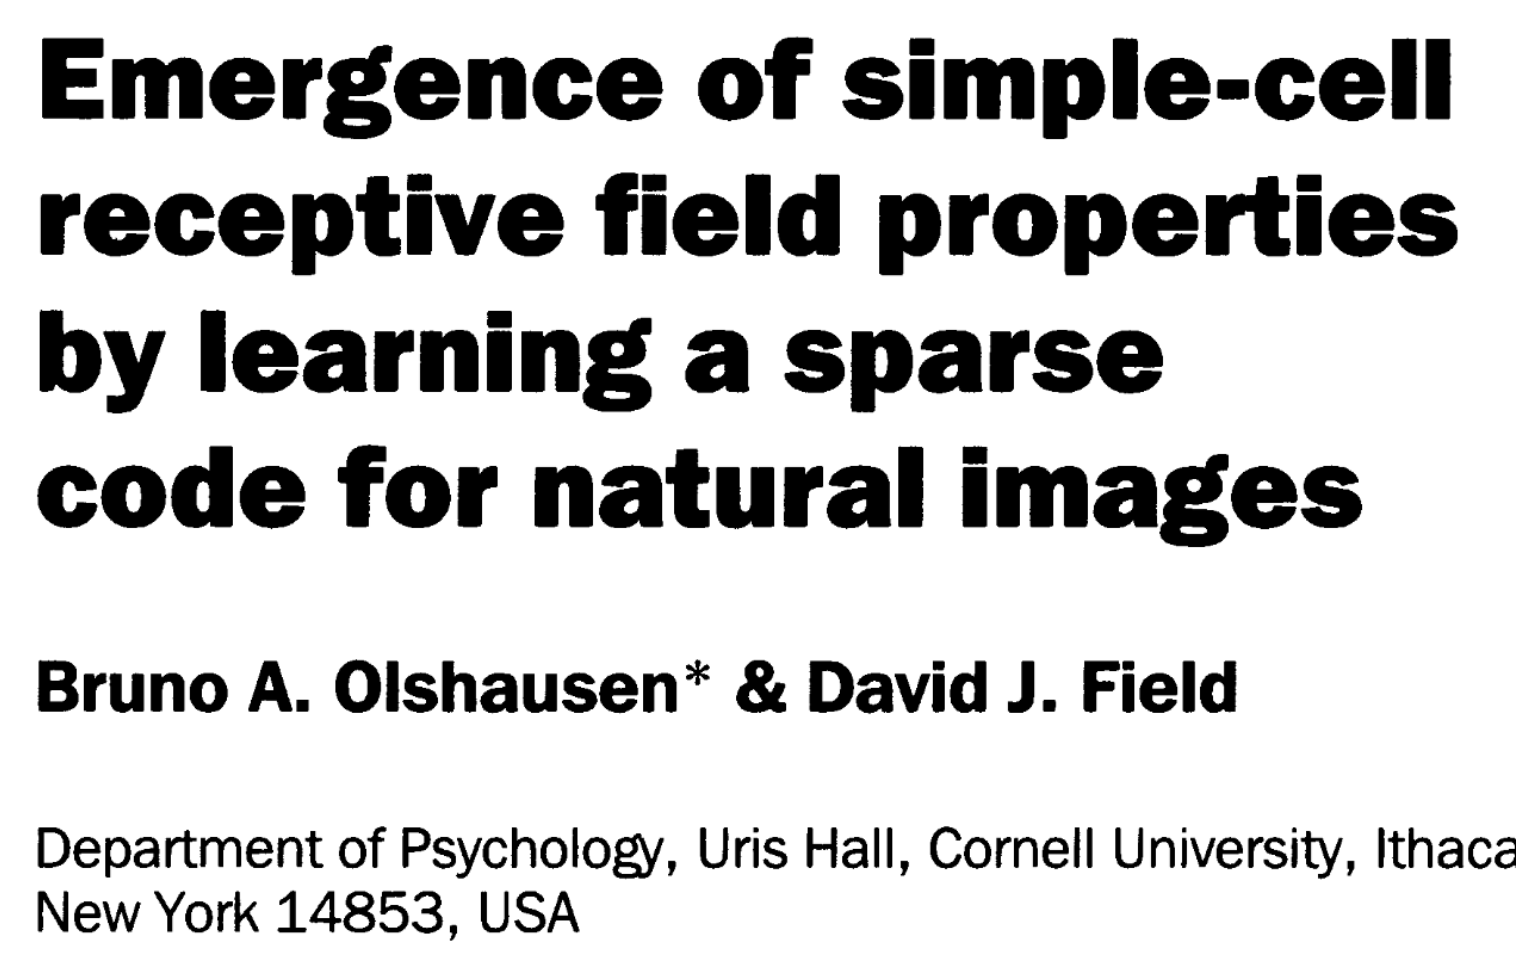 Emergence of simple-cell
receptive field properties
by learning a sparse
code for natural images
Bruno A. Olshausen* & David J. Field
Department of Psychology, Uris Hall, Cornell University, Ithaca
New York 14853, USA